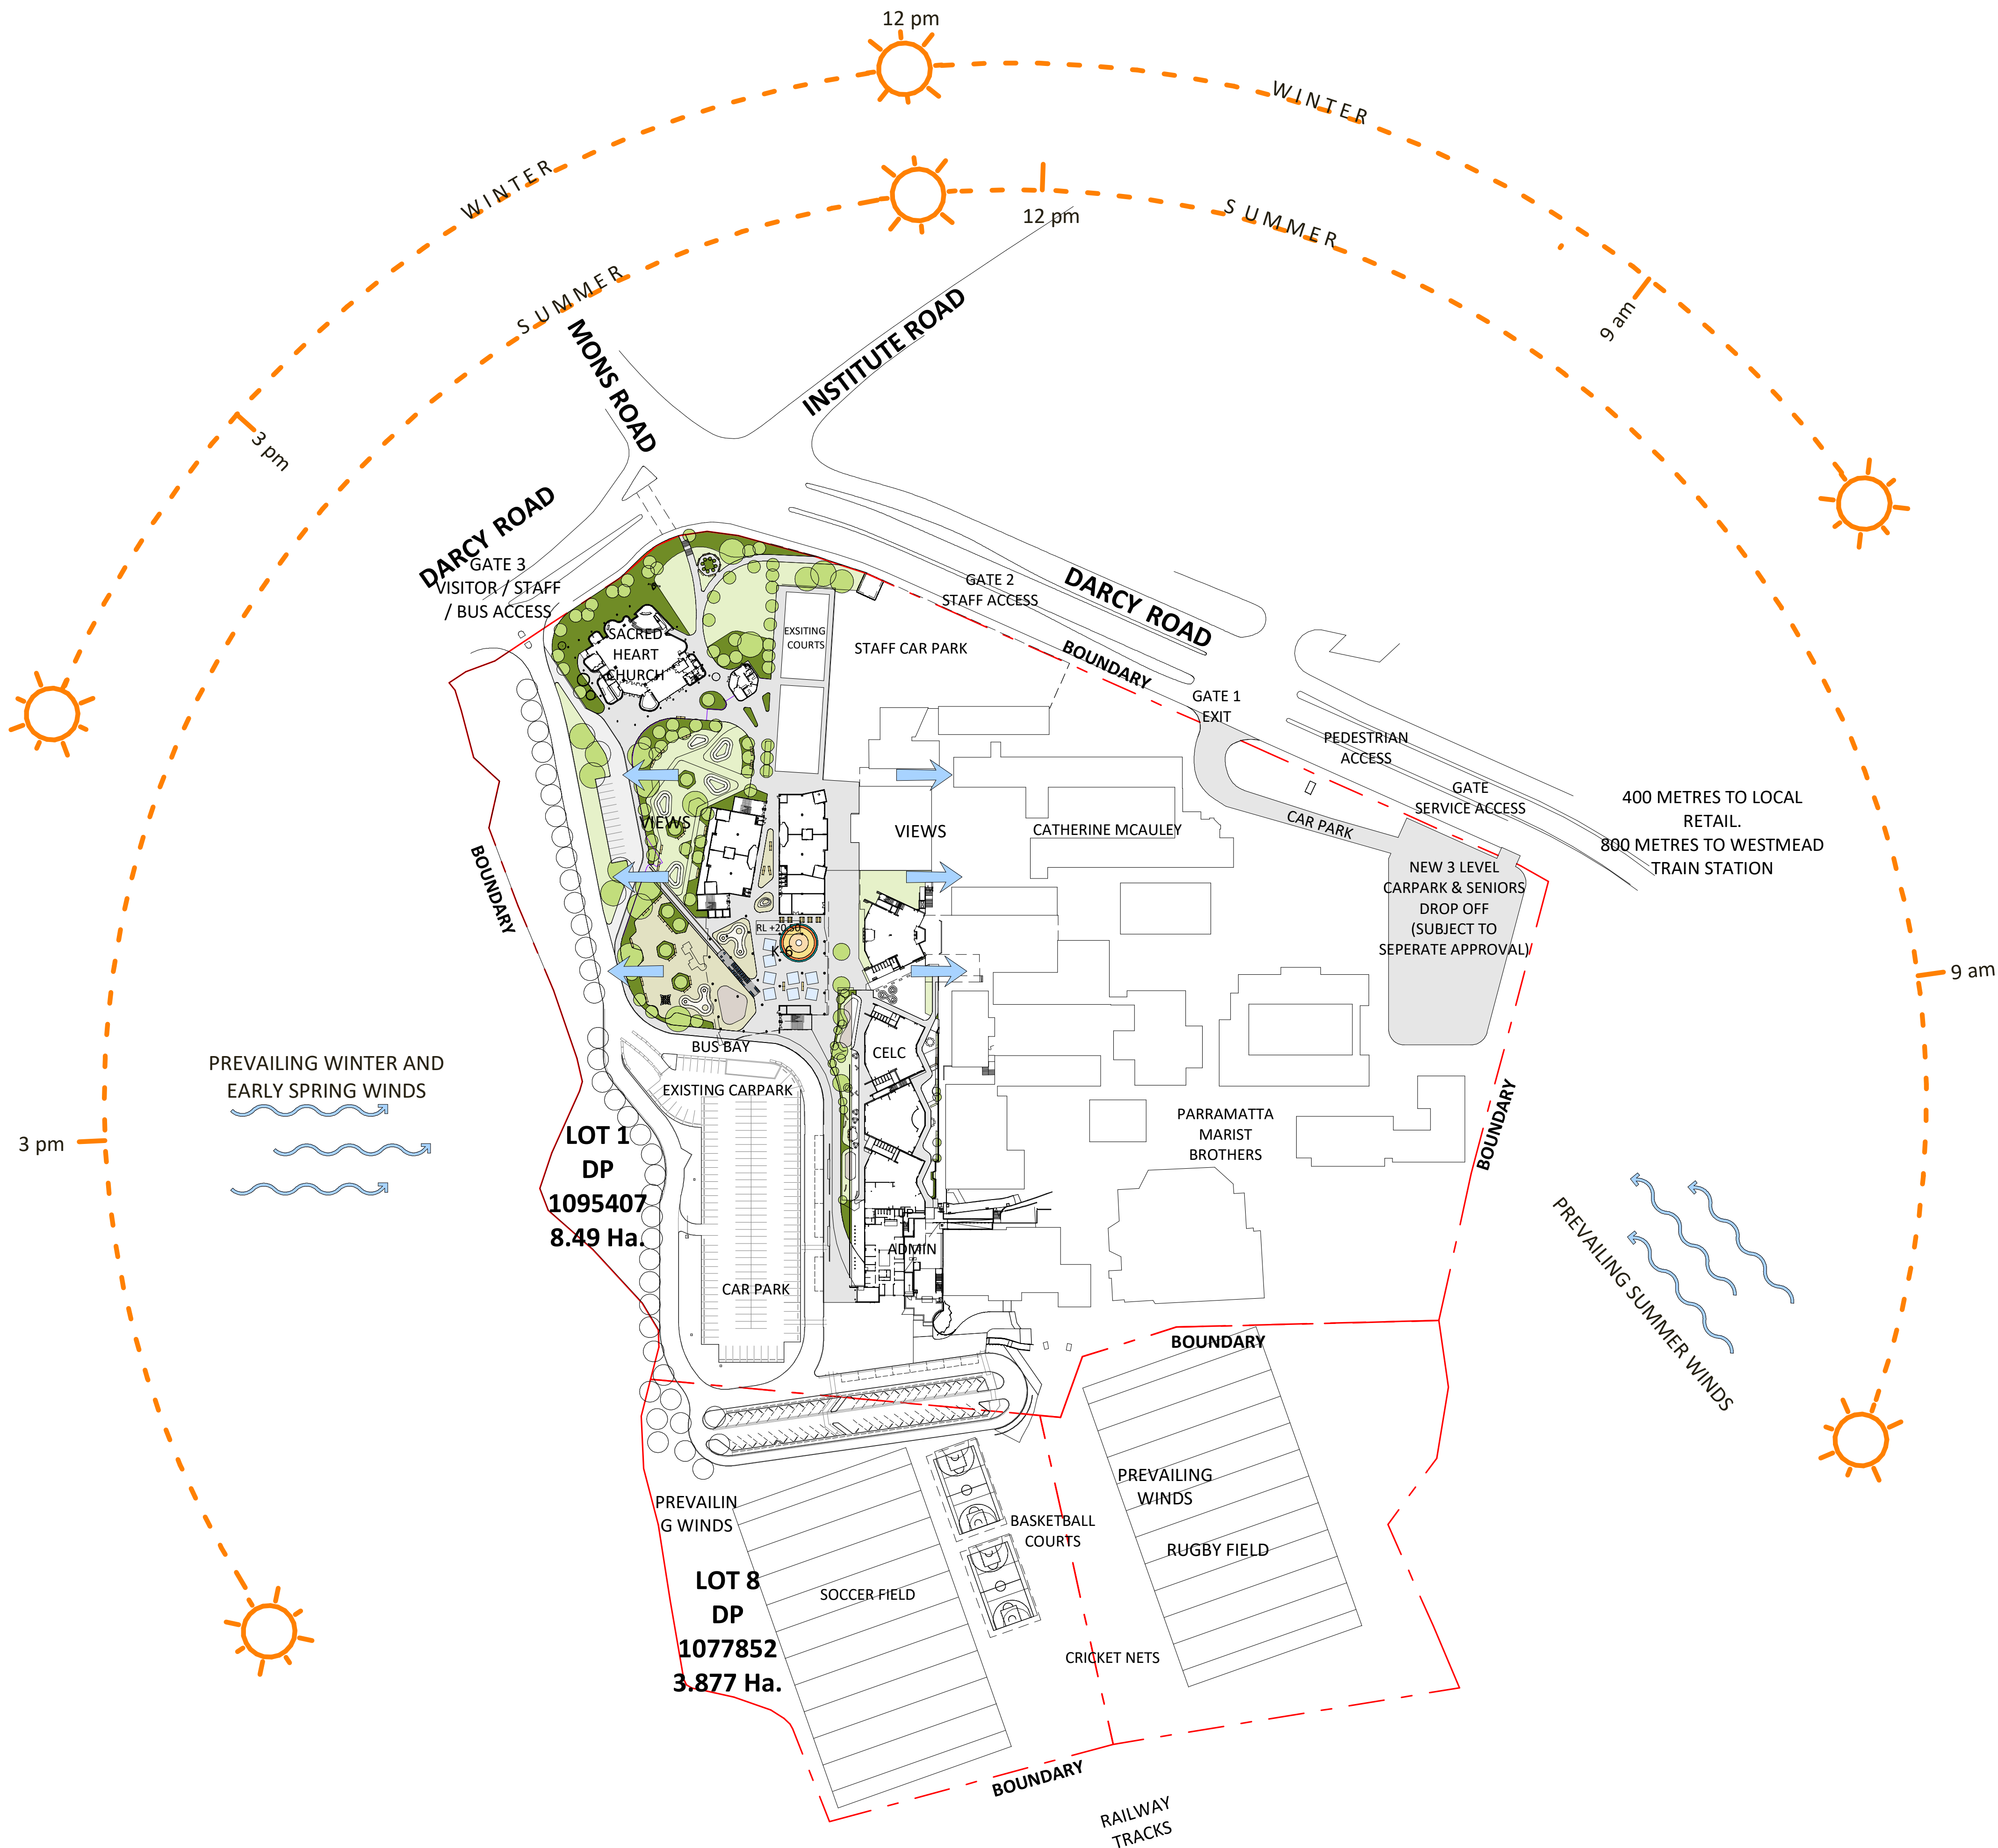 12 pm
WINTER
WINTER
12 pm
SUMMER
SUMMER
9 am
3 pm
MONS ROAD
INSTITUTE ROAD
DARCY ROAD
GATE 3
VISITOR / STAFF
/ BUS ACCESS
GATE 2
STAFF ACCESS
DARCY ROAD
SACRED
HEART
CHURCH
EXSITING
COURTS
STAFF CAR PARK
BOUNDARY
GATE 1
EXIT
PEDESTRIAN
ACCESS
GATE
SERVICE ACCESS
400 METRES TO LOCAL
RETAIL.
800 METRES TO WESTMEAD
TRAIN STATION
VIEWS
VIEWS
CATHERINE MCAULEY
CAR PARK
NEW 3 LEVEL
CARPARK & SENIORS
DROP OFF
(SUBJECT TO
SEPERATE APPROVAL)
BOUNDARY
RL +20.50
K-6
9 am
BUS BAY
CELC
EXISTING CARPARK
PREVAILING WINTER AND
EARLY SPRING WINDS
3 pm
LOT 1
DP
1095407
8.49 Ha.
PARRAMATTA
MARIST
BROTHERS
BOUNDARY
PREVAILING SUMMER WINDS
ADMIN
CAR PARK
BOUNDARY
PREVAILIN
G WINDS
PREVAILING
WINDS
BASKETBALL
COURTS
RUGBY FIELD
LOT 8
DP
1077852
3.877 Ha.
SOCCER FIELD
CRICKET NETS
BOUNDARY
RAILWAY
TRACKS